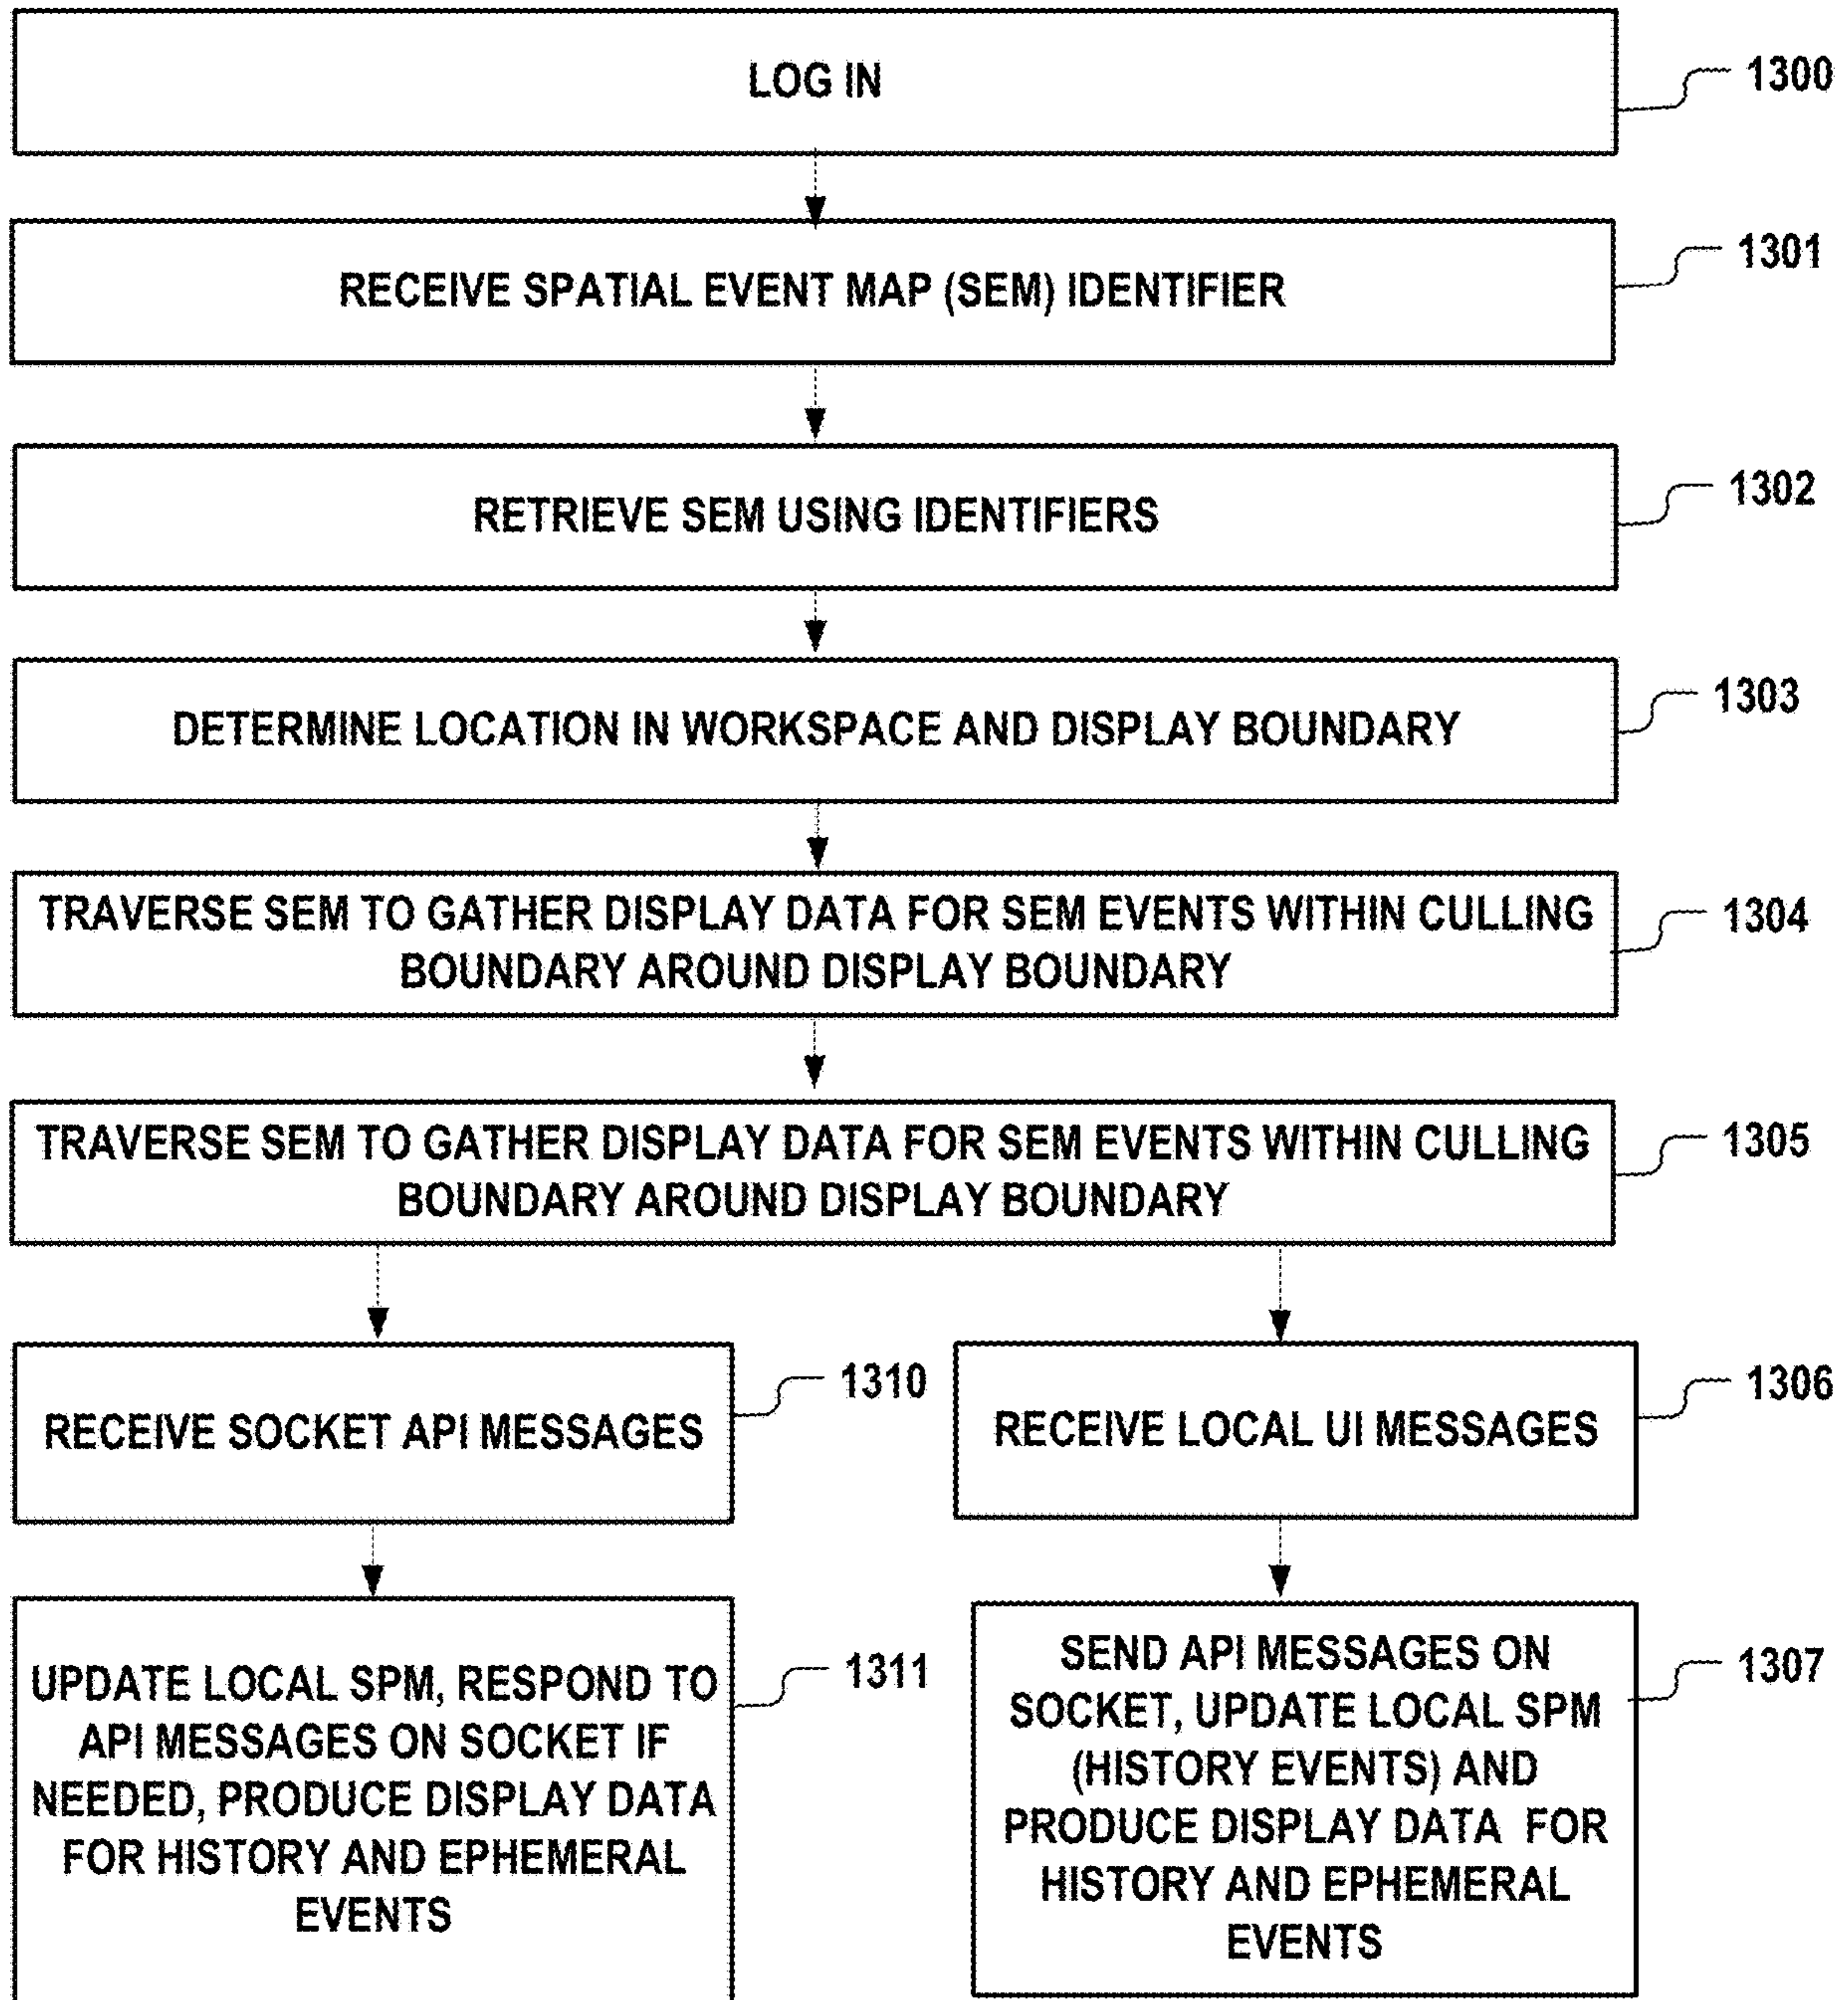 LOG IN
1300
RECEIVE SPATIAL EVENT MAP (SEM) IDENTIFIER
1301
RETRIEVE SEM USING IDENTIFIERS
1302
DETERMINE LOCATION IN WORKSPACE AND DISPLAY BOUNDARY
1303
TRAVERSE SEM TO GATHER DISPLAY DATA FOR SEM EVENTS WITHIN CULLING
BOUNDARY AROUND DISPLAY BOUNDARY
1304
TRAVERSE SEM TO GATHER DISPLAY DATA FOR SEM EVENTS WITHIN CULLING
BOUNDARY AROUND DISPLAY BOUNDARY
1305
RECEIVE SOCKET API MESSAGES
1310
RECEIVE LOCAL UI MESSAGES
1306
UPDATE LOCAL SPM, RESPOND TO
API MESSAGES ON SOCKET IF
NEEDED, PRODUCE DISPLAY DATA
FOR HISTORY AND EPHEMERAL
EVENTS
1311
SEND API MESSAGES ON
SOCKET, UPDATE LOCAL SPM
(HISTORY EVENTS) AND
PRODUCE DISPLAY DATA FOR
HISTORY AND EPHEMERAL
EVENTS
1307